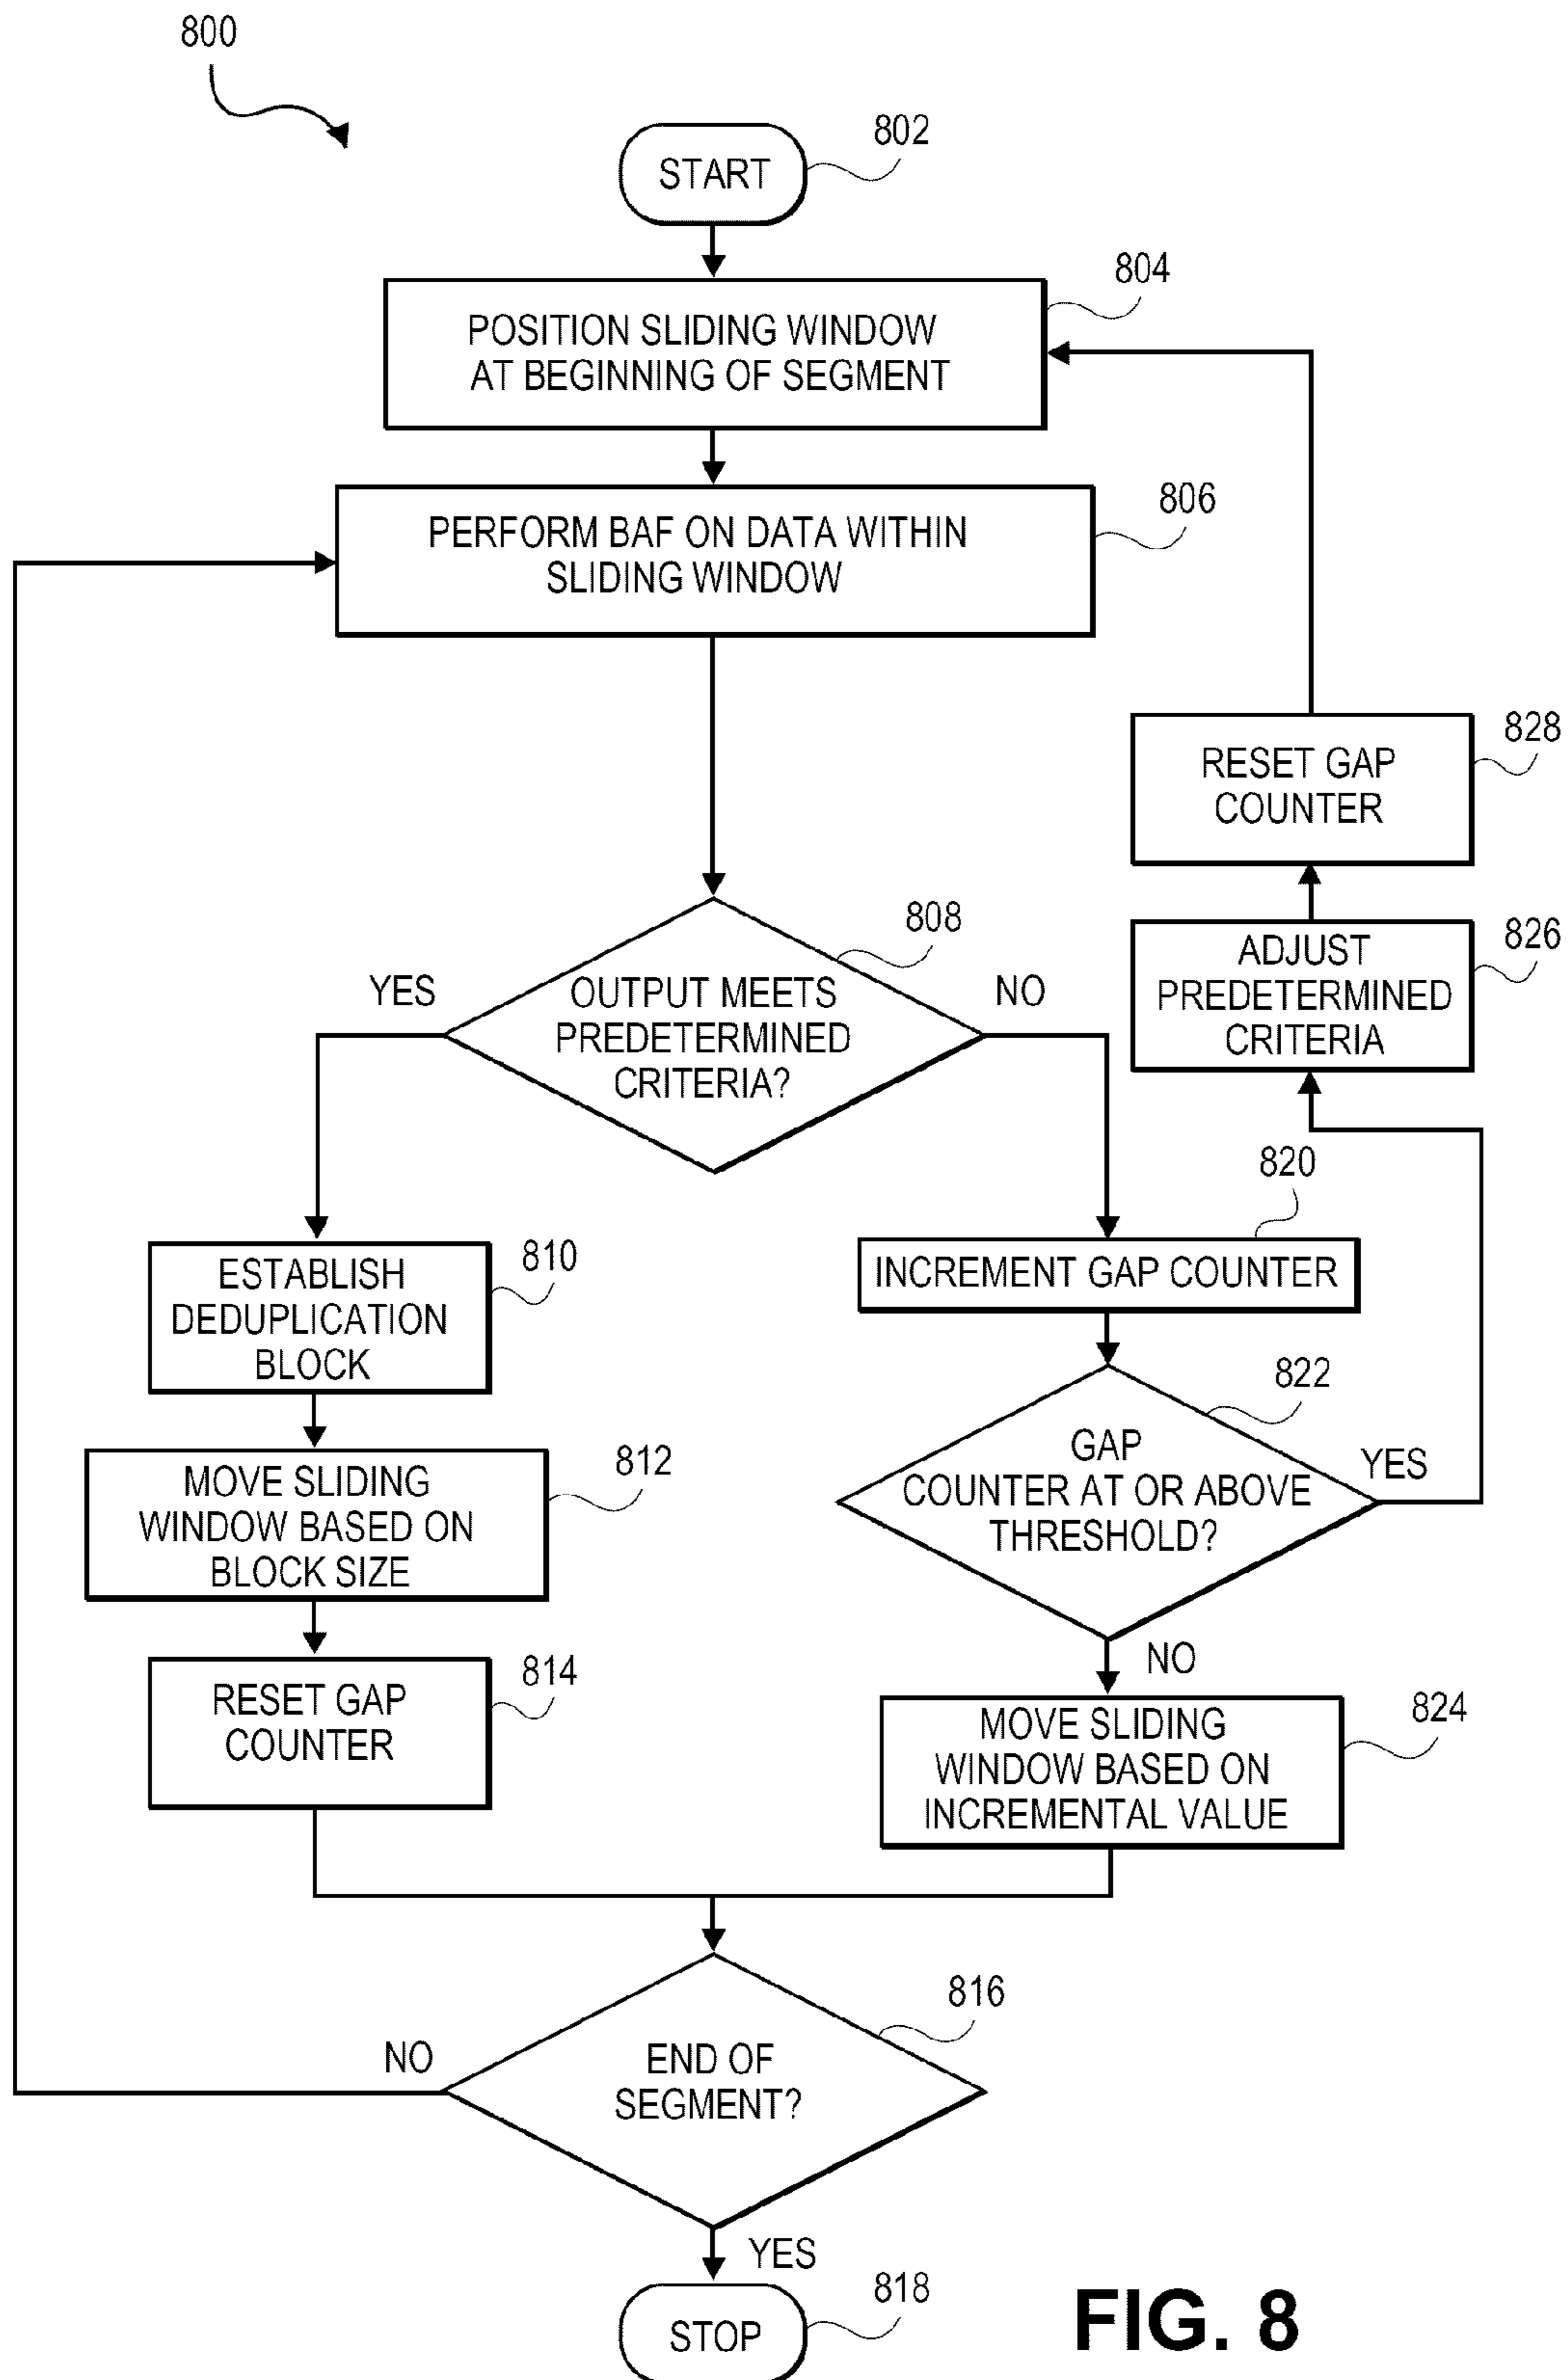 800
START
802
POSITION SLIDING WINDOW
AT BEGINNING OF SEGMENT
804
PERFORM BAF ON DATA WITHIN
SLIDING WINDOW
806
OUTPUT MEETS
PREDETERMINED
CRITERIA?
808
YES
NO
RESET GAP
COUNTER
828
ADJUST
PREDETERMINED
CRITERIA
826
ESTABLISH
DEDUPLICATION
BLOCK
810
MOVE SLIDING
WINDOW BASED ON
BLOCK SIZE
812
RESET GAP
COUNTER
814
820
INCREMENT GAP COUNTER
822
GAP
COUNTER AT OR ABOVE
THRESHOLD?
YES
NO
MOVE SLIDING
WINDOW BASED ON
INCREMENTAL VALUE
824
END OF
SEGMENT?
816
NO
YES
STOP
818
FIG. 8